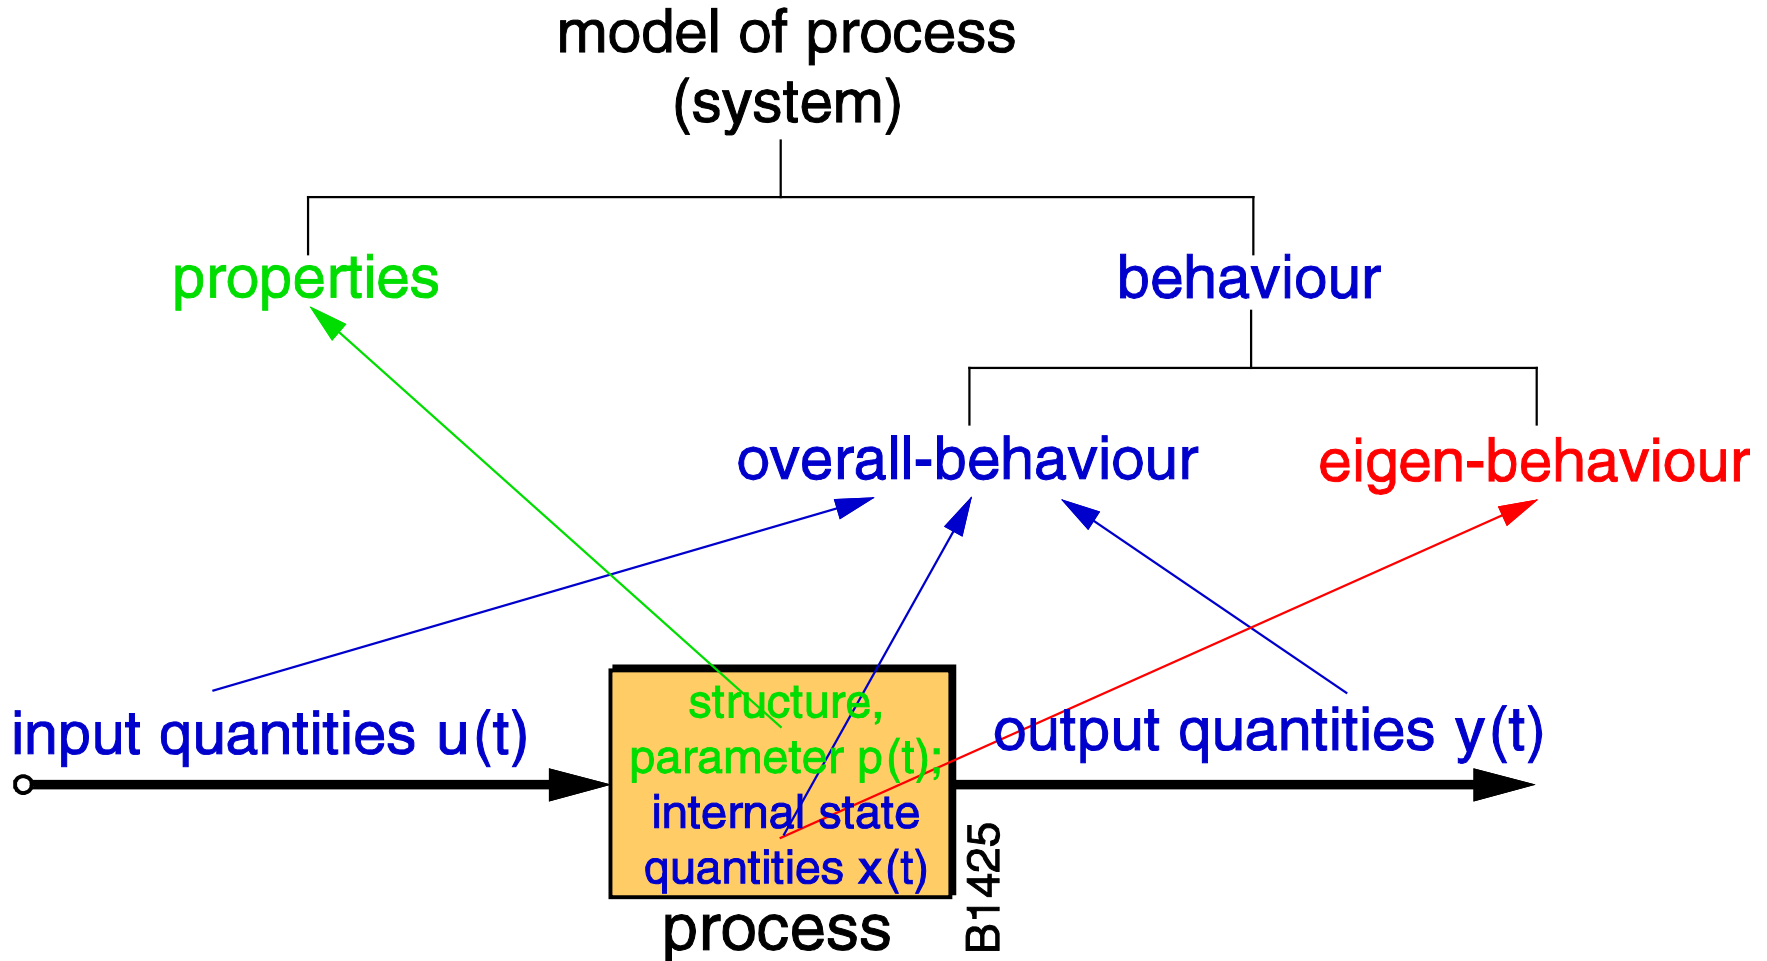 model of process
(system)
properties
behaviour
overall-behaviour
eigen-behaviour
input quantities u(t)
structure,
parameter p(t);
internal state
quantities x(t)
output quantities y(t)
process
B1425